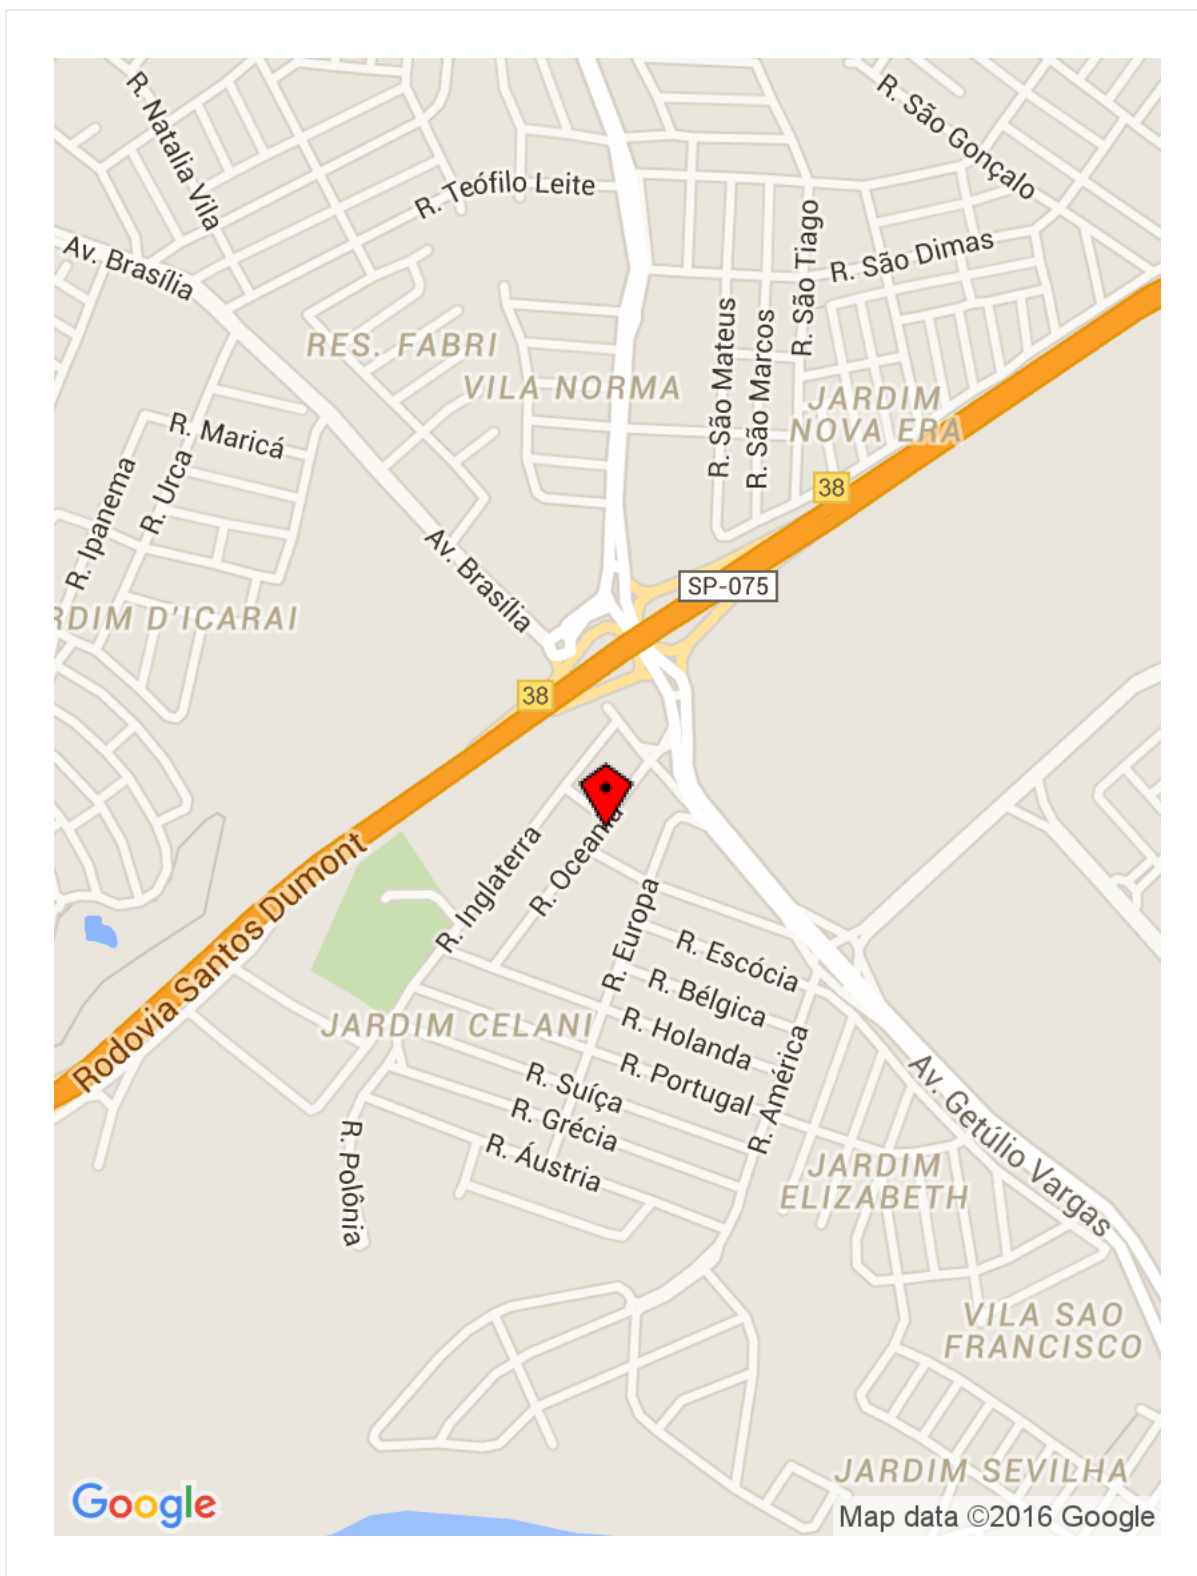 R. Natalia Vila
R. São Gonçalo
R. Teófilo Leite
Av. Brasília
R. São Tiago
R. São Dimas
RES. FABRI
VILA NORMA
R. São Mateus
R. São Marcos
JARDIM
NOVA ERA
R. Maricá
R. Ipanema
R. Urca
38
Av. Brasília
SP-075
RDIM D'ICARAI
38
Rodovia Santos Dumont
R. Inglaterra
R. Oceania
R. Europa
R. Escócia
R. Bélgica
R. Holanda
R. Portugal
R. América
JARDIM CELANI
R. Suíça
R. Grécia
R. Áustria
R. Polônia
Av. Getúlio Vargas
JARDIM
ELIZABETH
VILA SAO
FRANCISCO
JARDIM SEVILHA
Google
Map data ©2016 Google